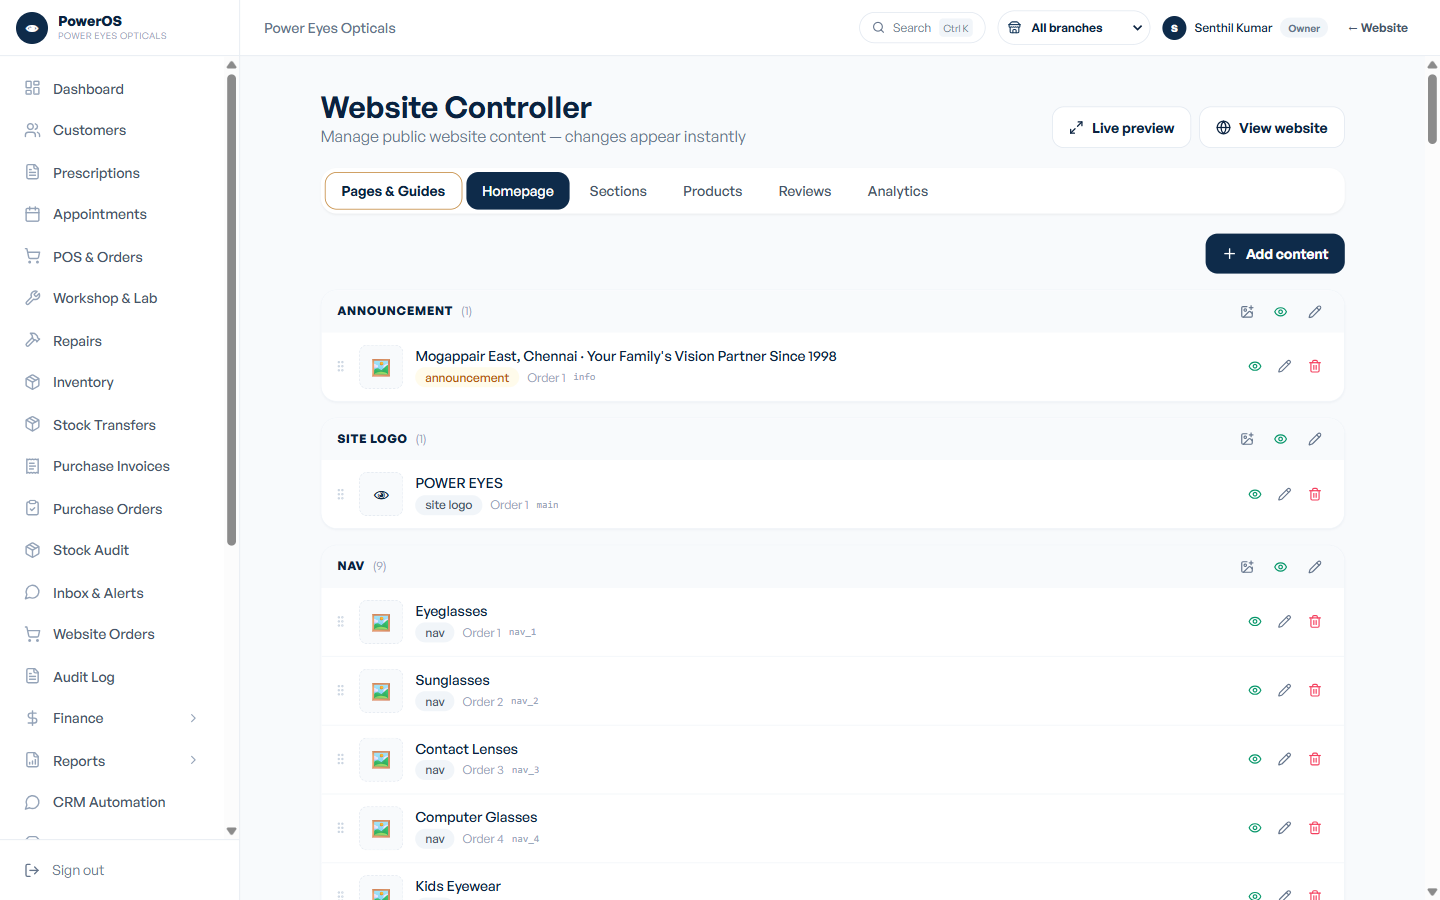 PowerOS
POWER EYES OPTICALS
Power Eyes Opticals
Search Ctrl K
All branches
S Senthil Kumar Owner
← Website
Dashboard
Customers
Prescriptions
Appointments
POS & Orders
Workshop & Lab
Repairs
Inventory
Stock Transfers
Purchase Invoices
Purchase Orders
Stock Audit
Inbox & Alerts
Website Orders
Audit Log
Finance
Reports
CRM Automation
Sign out
Website Controller
Manage public website content — changes appear instantly
Live preview
View website
Pages & Guides Homepage Sections Products Reviews Analytics
+ Add content
ANNOUNCEMENT (1)
Mogappair East, Chennai · Your Family's Vision Partner Since 1998
announcement Order 1 info
SITE LOGO (1)
POWER EYES
site logo Order 1 main
NAV (9)
Eyeglasses
nav Order 1 nav_1
Sunglasses
nav Order 2 nav_2
Contact Lenses
nav Order 3 nav_3
Computer Glasses
nav Order 4 nav_4
Kids Eyewear